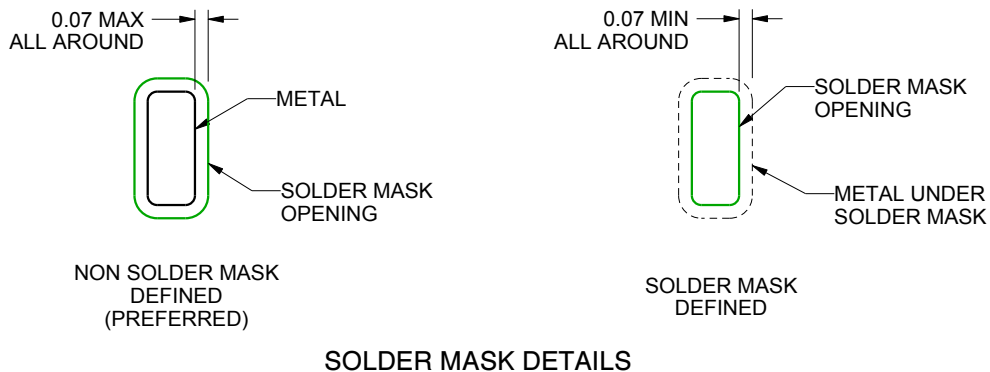 0.07 MAX
ALL AROUND
METAL
SOLDER MASK
OPENING
NON SOLDER MASK
DEFINED
(PREFERRED)
0.07 MIN
ALL AROUND
SOLDER MASK
OPENING
METAL UNDER
SOLDER MASK
SOLDER MASK
DEFINED
SOLDER MASK DETAILS